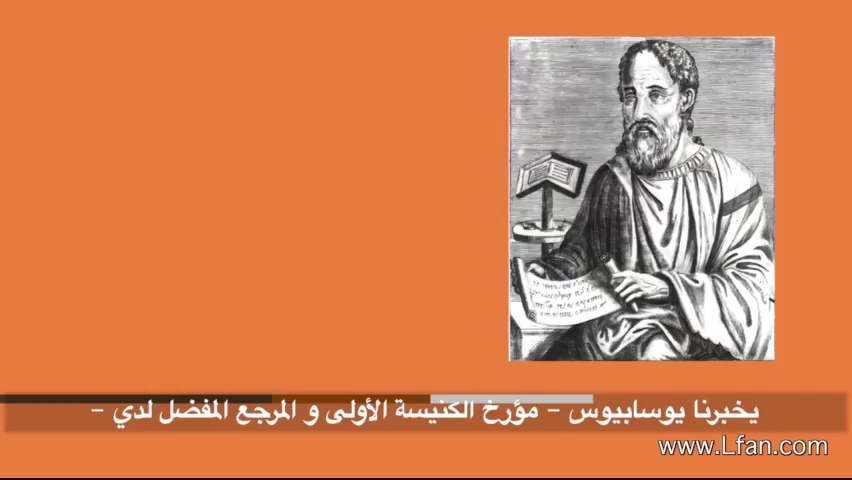 يخبرنا يوسابيوس - مؤرخ الكنيسة الأولى و المرجع المفضل لدي -
www.Lfan.com